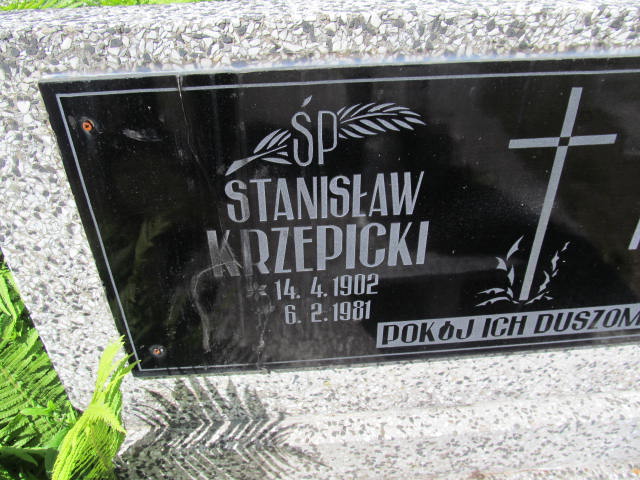 ŚP
STANISŁAW
KRZEPICKI
14. 4. 1902
6. 2. 1981
POKÓJ ICH DUSZOM